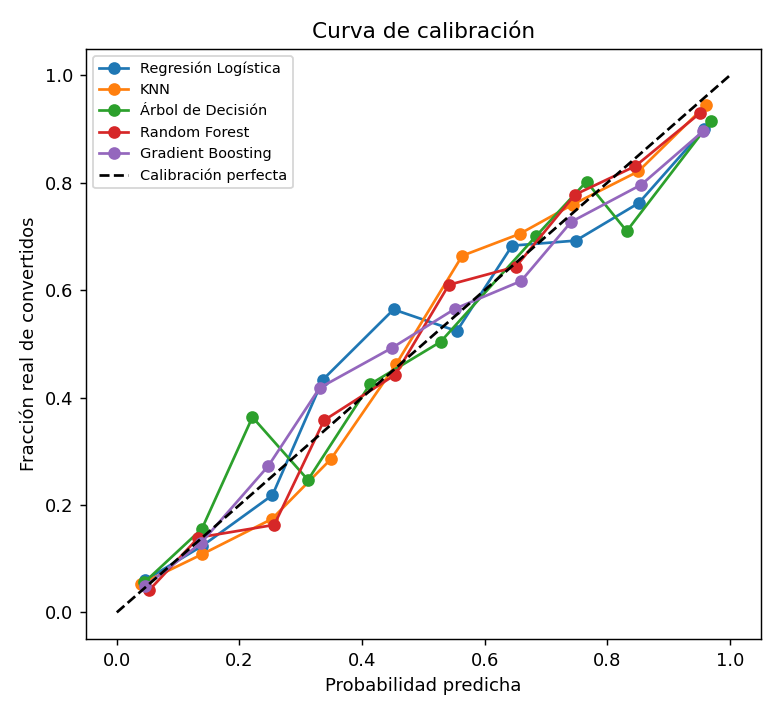 Curva de calibración
Regresión Logística
KNN
Árbol de Decisión
Random Forest
Gradient Boosting
Calibración perfecta
Fracción real de convertidos
1.0
0.8
0.6
0.4
0.2
0.0
0.0 0.2 0.4 0.6 0.8 1.0
Probabilidad predicha